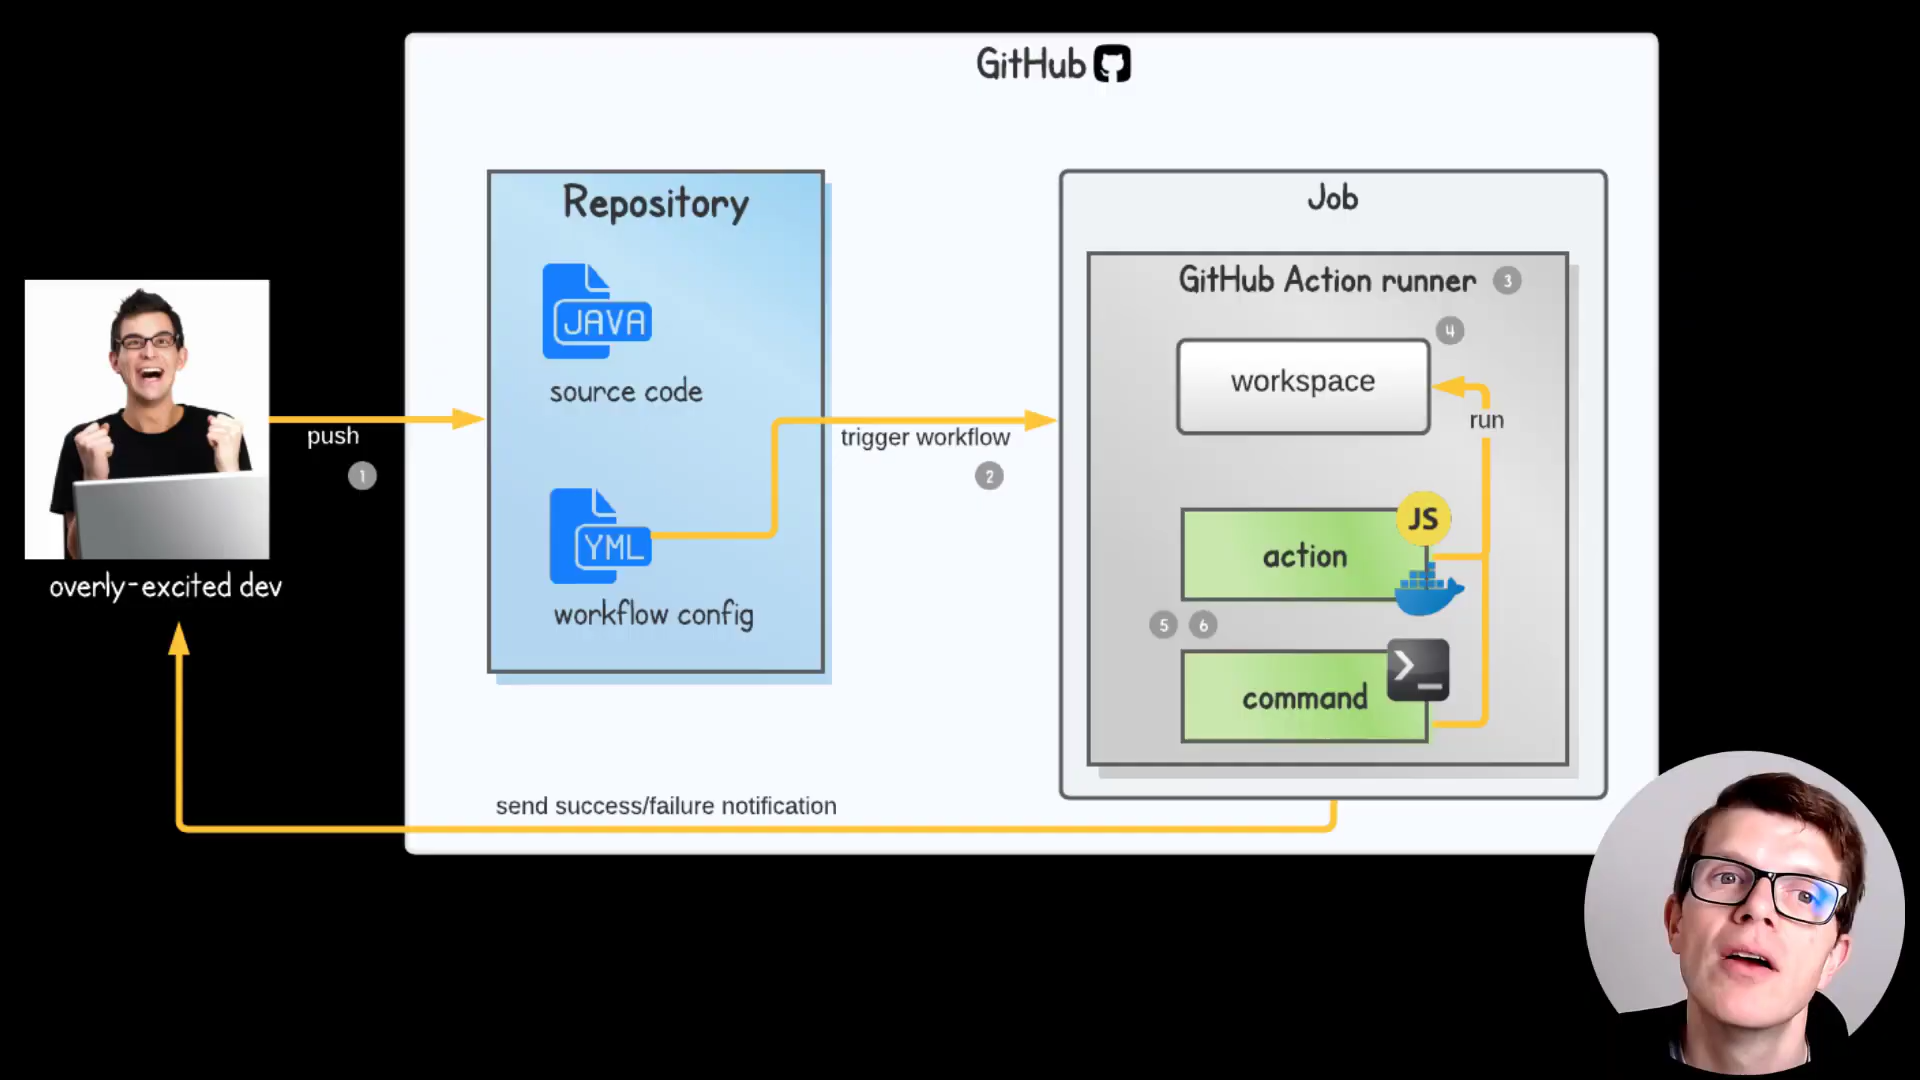 GitHub
Repository
JAVA
source code
YML
workflow config
push
1
overly-excited dev
trigger workflow
2
Job
GitHub Action runner 3
4
workspace
run
JS
action
5 6
command
>_
send success/failure notification